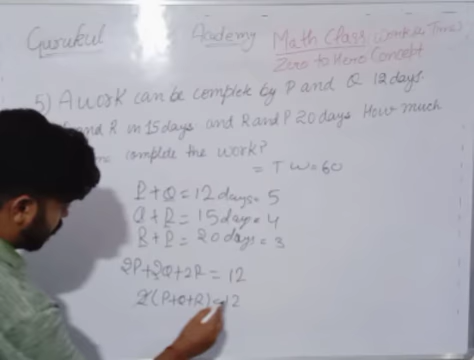 Gurukul Academy Math Class Work & Time
Zero to Hero Concept
5) A work can be complete by P and Q 12 days.
and R in 15 days and R and P 20 days How much
complete the work?
= T W = 60
P + Q = 12 days = 5
Q + R = 15 days = 4
R + P = 20 days = 3
2P + 2Q + 2R = 12
2(P+Q+R) = 12